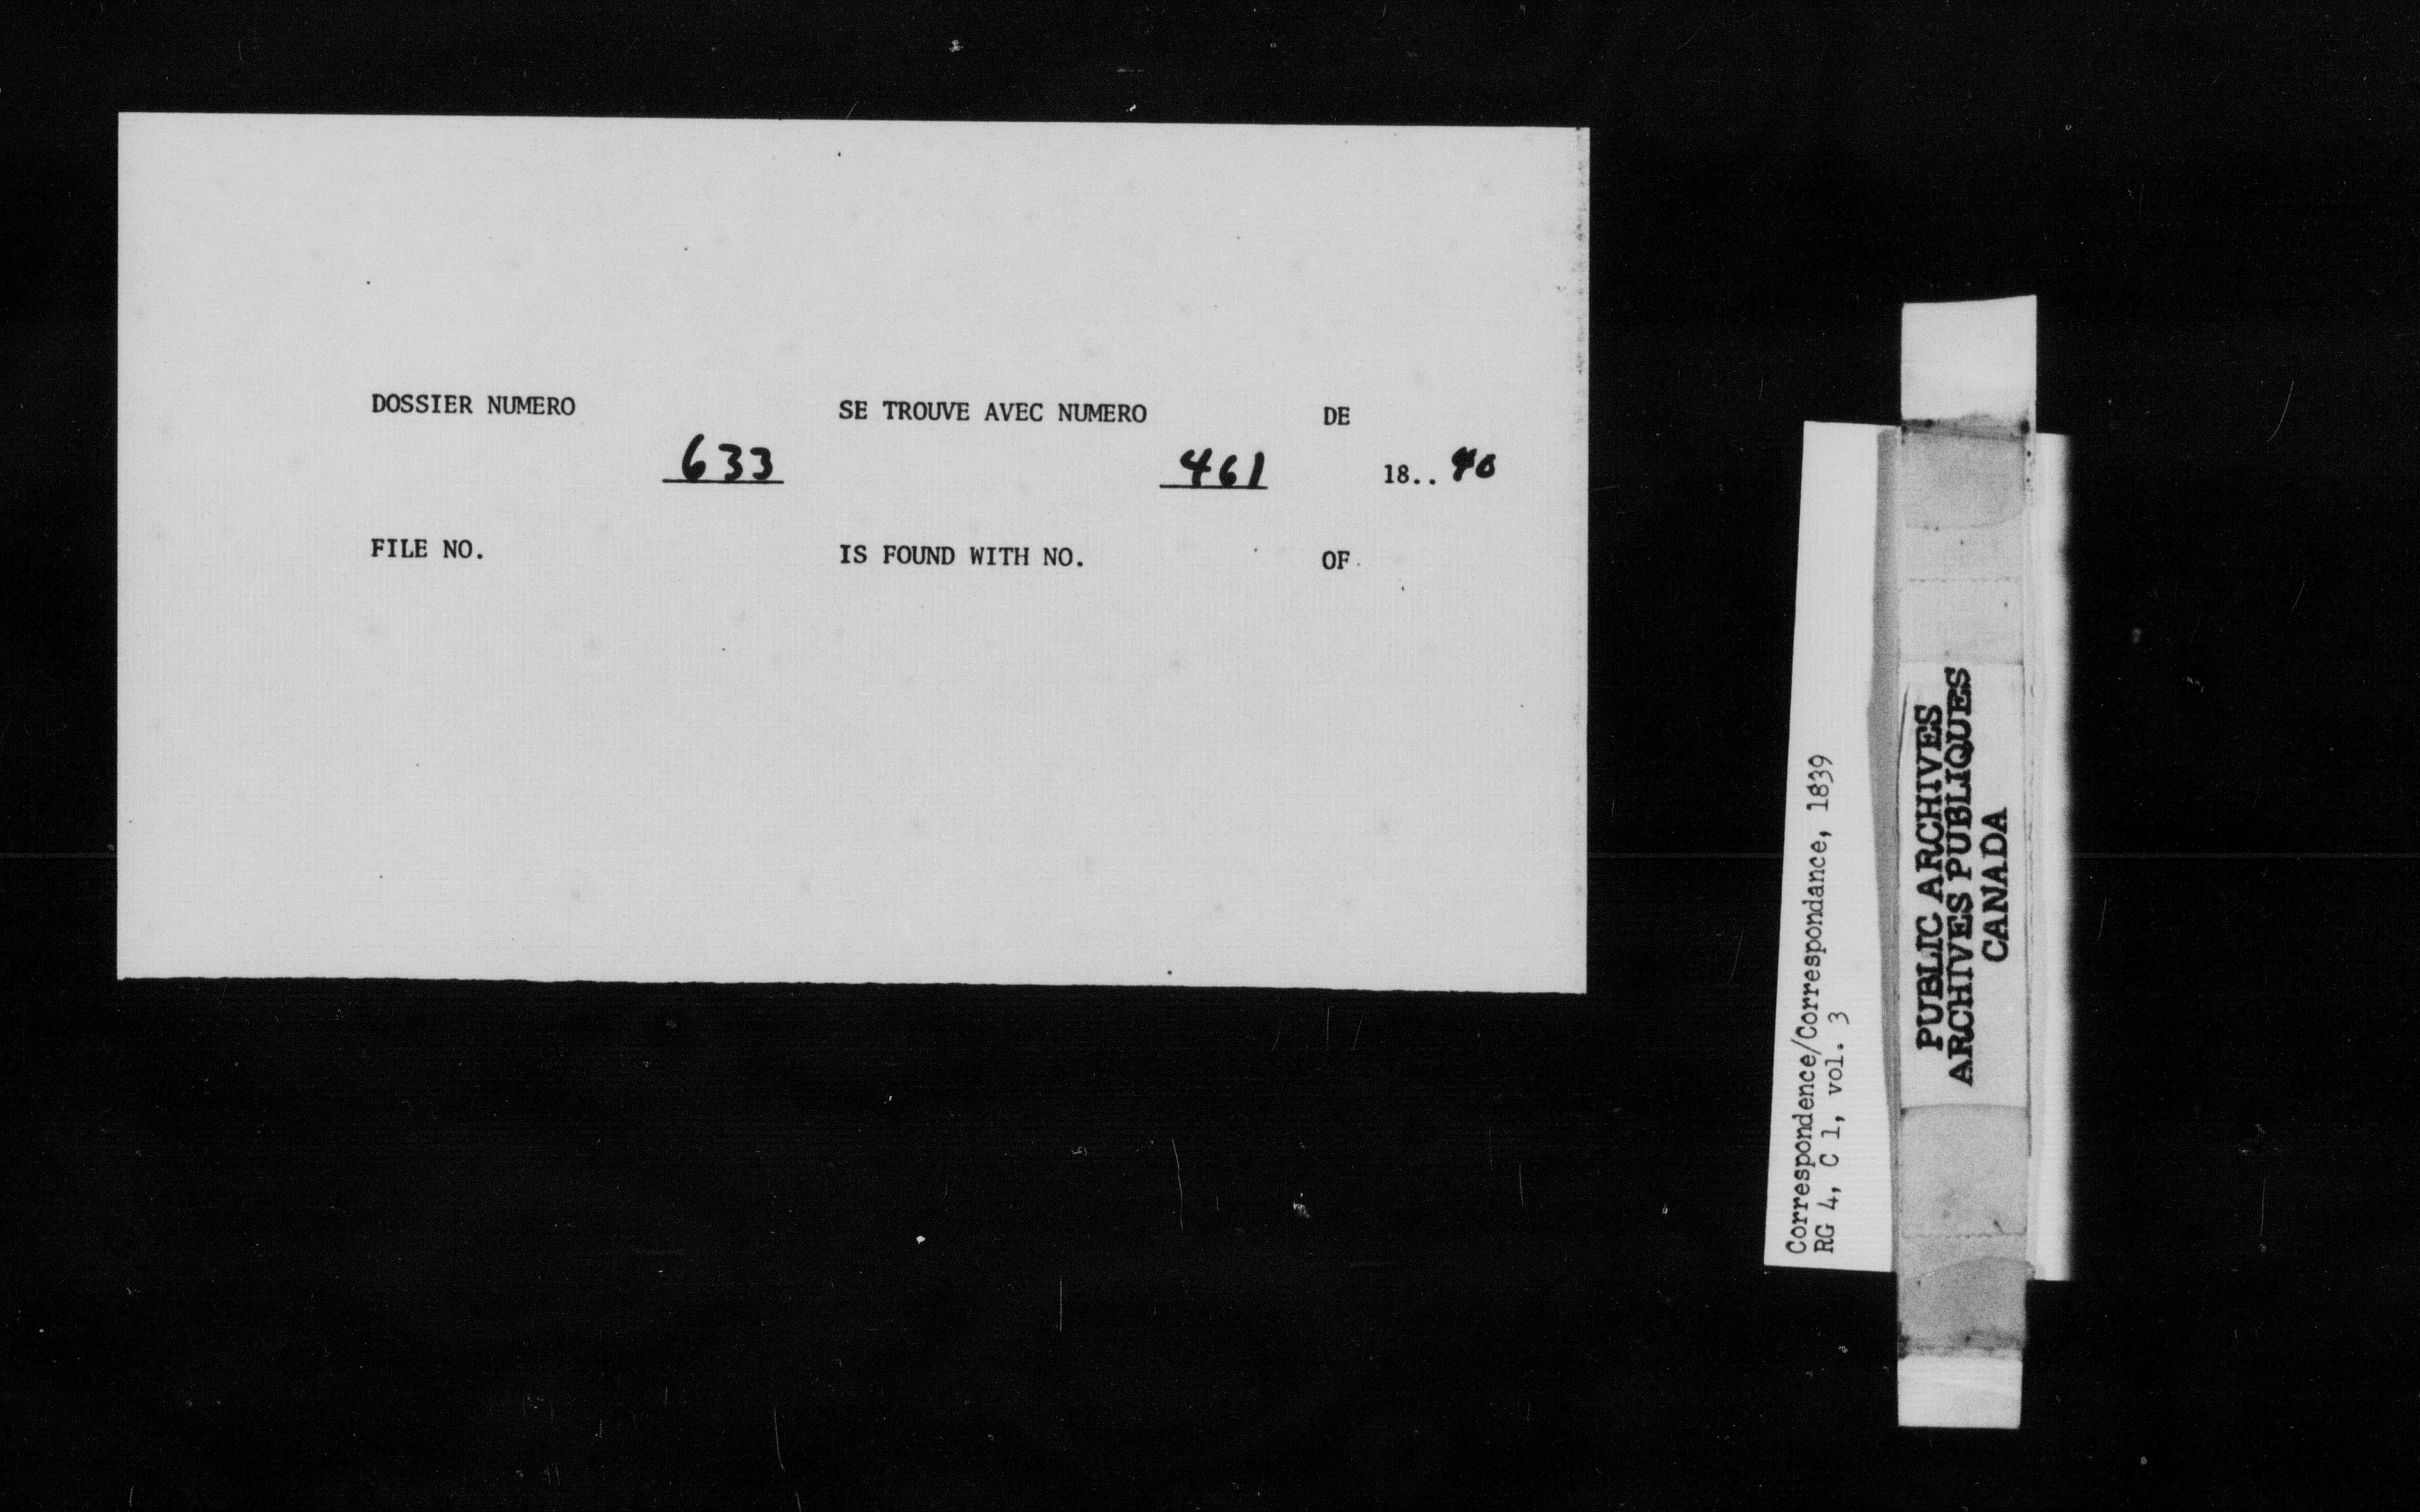 DOSSIER NUMERO SE TROUVE AVEC NUMERO DE
633 461 18.. 40
FILE NO. IS FOUND WITH NO. OF
Correspondence/Correspondance, 1839
RG 4, C 1, vol. 3
PUBLIC ARCHIVES
ARCHIVES PUBLIQUES
CANADA